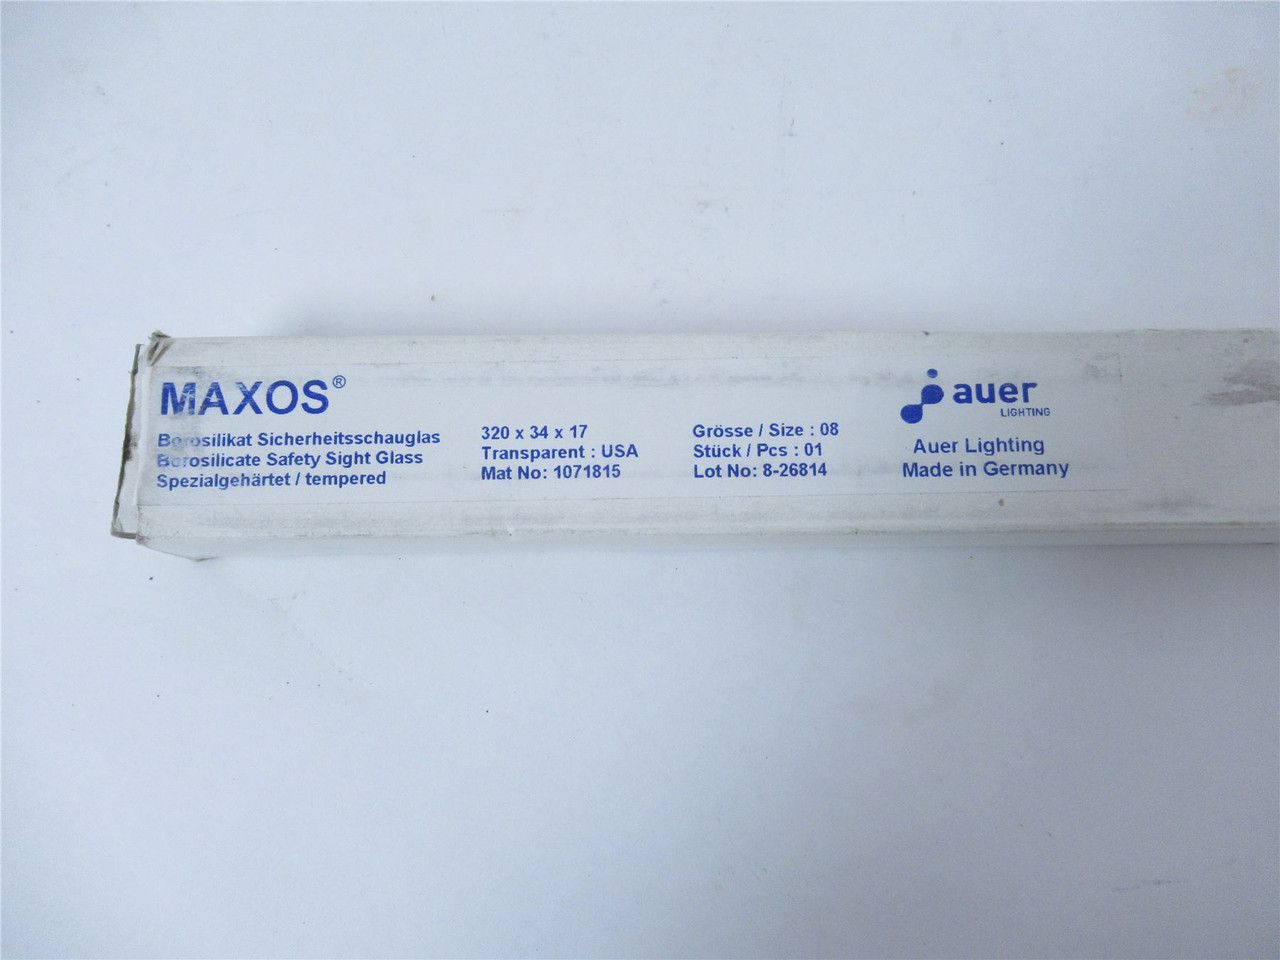 MAXOS®
Borosilikat Sicherheitsschauglas
Borosilicate Safety Sight Glass
Spezialgehärtet / tempered
320 x 34 x 17
Transparent : USA
Mat No: 1071815
Grösse / Size : 08
Stück / Pcs : 01
Lot No: 8-26814
auer
LIGHTING
Auer Lighting
Made in Germany